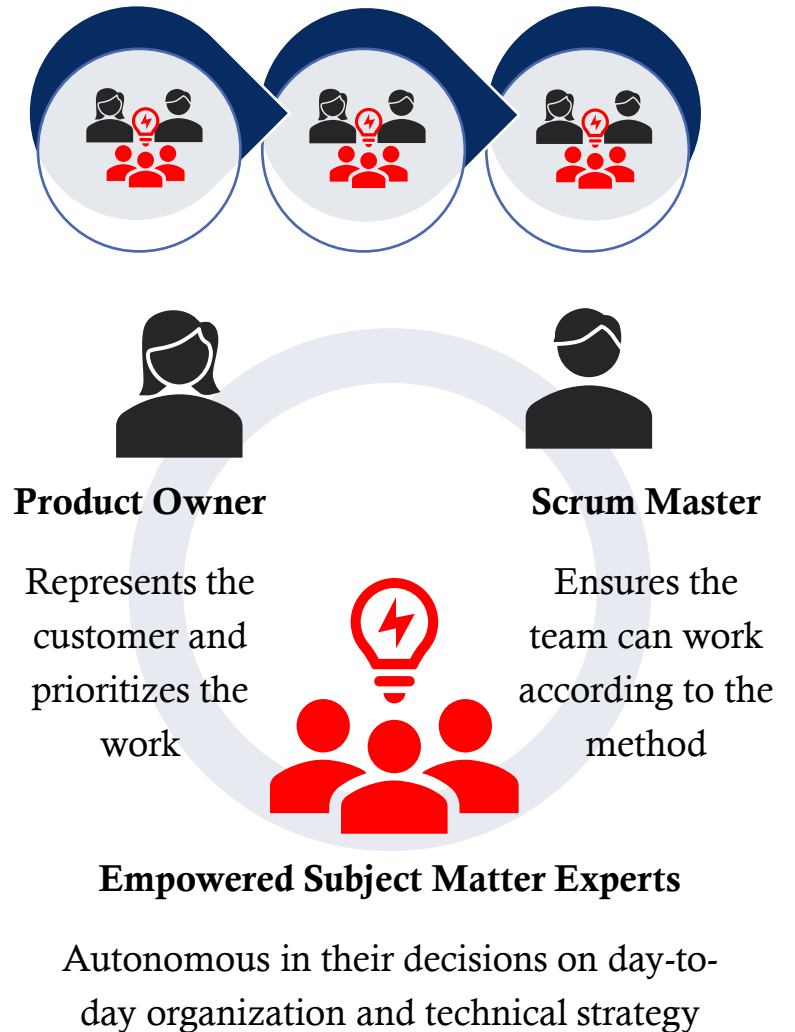 Product Owner
Represents the
customer and
prioritizes the
work
Scrum Master
Ensures the
team can work
according to the
method
Empowered Subject Matter Experts
Autonomous in their decisions on day-to-
day organization and technical strategy